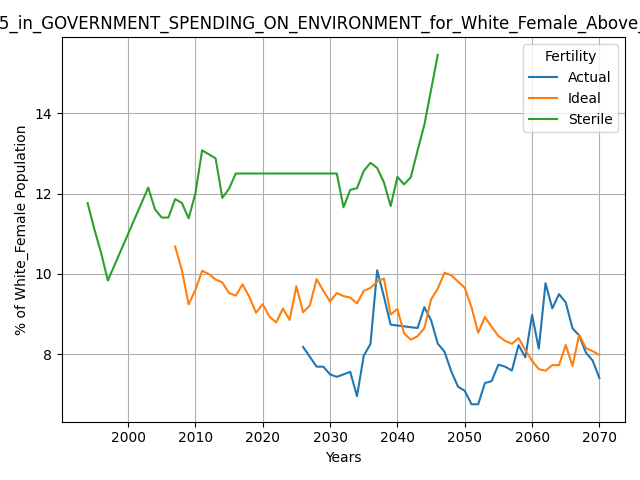 5_in_GOVERNMENT_SPENDING_ON_ENVIRONMENT_for_White_Female_Above_
Fertility
Actual
Ideal
Sterile
% of White_Female Population
14
12
10
8
2000 2010 2020 2030 2040 2050 2060 2070
Years